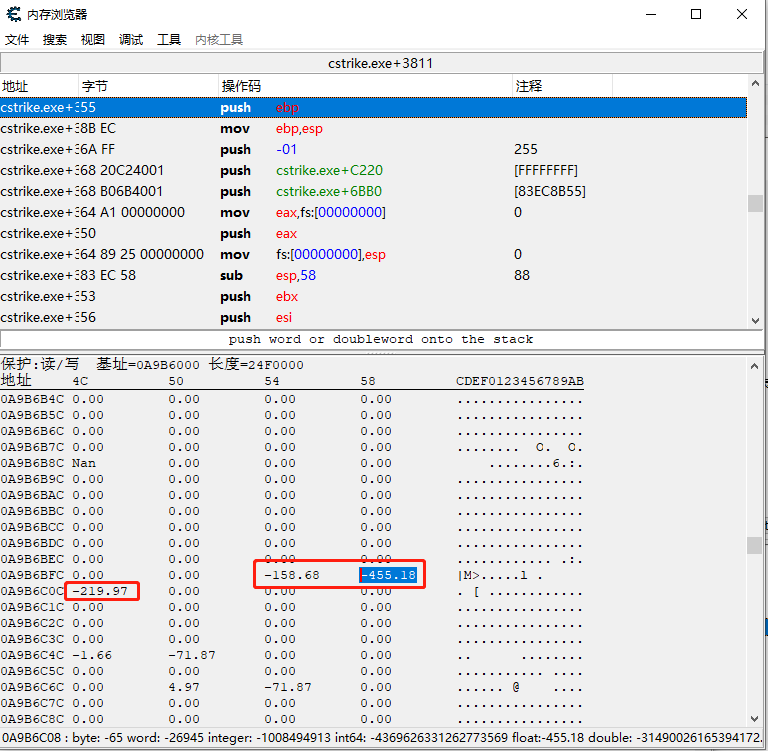 内存浏览器
文件 搜索 视图 调试 工具 内核工具
cstrike.exe+3811
地址 字节 操作码 注释
cstrike.exe+3 55 push ebp
cstrike.exe+3 8B EC mov ebp,esp
cstrike.exe+3 6A FF push -01 255
cstrike.exe+3 68 20C24001 push cstrike.exe+C220 [FFFFFFFF]
cstrike.exe+3 68 B06B4001 push cstrike.exe+6BB0 [83EC8B55]
cstrike.exe+3 64 A1 00000000 mov eax,fs:[00000000] 0
cstrike.exe+3 50 push eax
cstrike.exe+3 64 89 25 00000000 mov fs:[00000000],esp 0
cstrike.exe+3 83 EC 58 sub esp,58 88
cstrike.exe+3 53 push ebx
cstrike.exe+3 56 push esi
push word or doubleword onto the stack
保护:读/写 基址=0A9B6000 长度=24F0000
地址 4C 50 54 58 CDEF0123456789AB
0A9B6B4C 0.00 0.00 0.00 0.00 ................
0A9B6B5C 0.00 0.00 0.00 0.00 ................
0A9B6B6C 0.00 0.00 0.00 0.00 ................
0A9B6B7C 0.00 0.00 0.00 0.00 ........ O. O.
0A9B6B8C Nan 0.00 0.00 0.00 ........6.:.
0A9B6B9C 0.00 0.00 0.00 0.00 ................
0A9B6BAC 0.00 0.00 0.00 0.00 ................
0A9B6BBC 0.00 0.00 0.00 0.00 ................
0A9B6BCC 0.00 0.00 0.00 0.00 ................
0A9B6BDC 0.00 0.00 0.00 0.00 ................
0A9B6BEC 0.00 0.00 0.00 0.00 ............ .:.
0A9B6BFC 0.00 0.00 -158.68 -455.18 |M>.....l .
0A9B6C0C -219.97 0.00 0.00 0.00 . [ ............
0A9B6C1C 0.00 0.00 0.00 0.00 ................
0A9B6C2C 0.00 0.00 0.00 0.00 ................
0A9B6C3C 0.00 0.00 0.00 0.00 ................
0A9B6C4C -1.66 -71.87 0.00 0.00 .. ........
0A9B6C5C 0.00 0.00 0.00 0.00 ........... ....
0A9B6C6C 0.00 4.97 -71.87 0.00 ...... @ ....
0A9B6C7C 0.00 0.00 0.00 0.00 ................
0A9B6C8C 0.00 0.00 0.00 0.00 ................
0A9B6C08 : byte: -65 word: -26945 integer: -1008494913 int64: -4369626331262773569 float:-455.18 double: -31490026165394172.